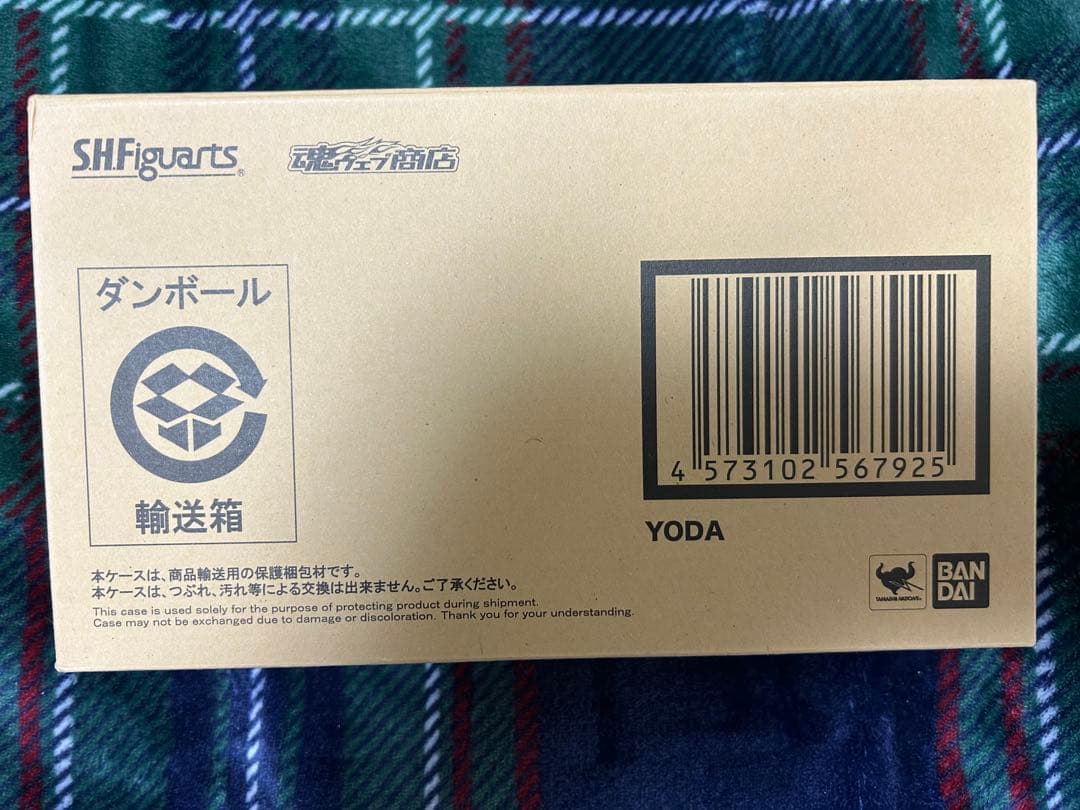 S.H.Figuarts®
魂ウェブ商店
ダンボール
輸送箱
4 573102 567925
YODA
本ケースは、商品輸送用の保護梱包材です。
本ケースは、つぶれ、汚れ等による交換は出来ません。ご了承ください。
This case is used solely for the purpose of protecting product during shipment.
Case may not be exchanged due to damage or discoloration. Thank you for your understanding.
TAMASHII NATIONS
BAN
DAI